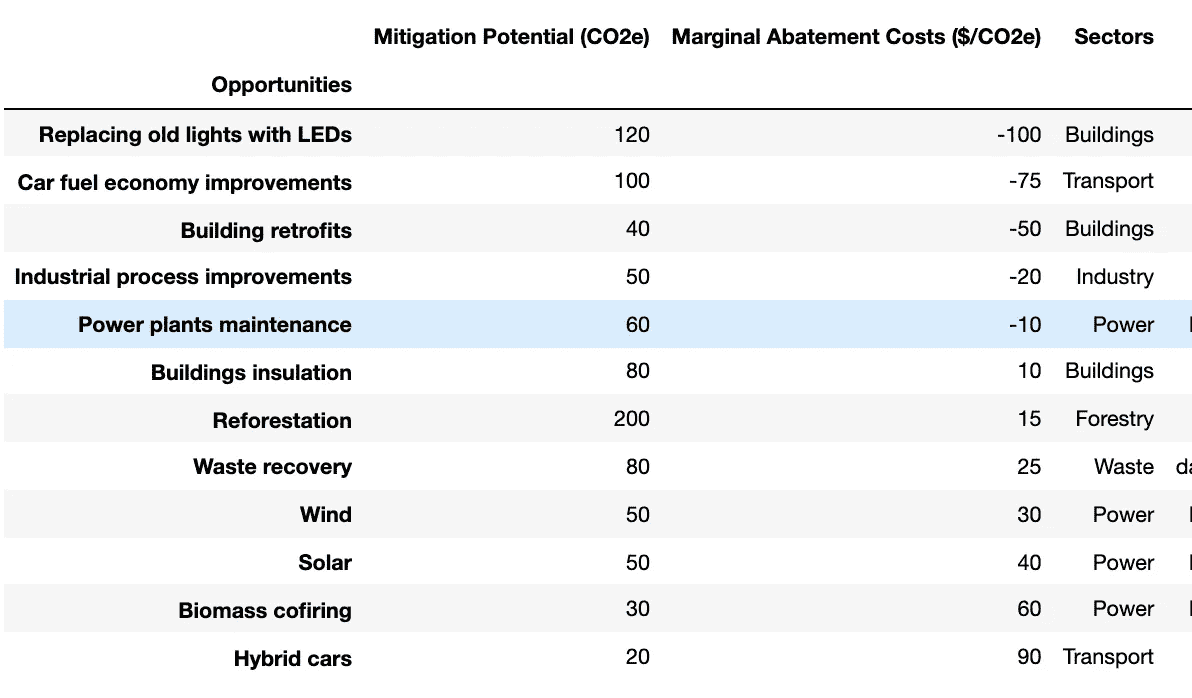 Mitigation Potential (CO2e) Marginal Abatement Costs ($/CO2e) Sectors
Opportunities
Replacing old lights with LEDs 120 -100 Buildings
Car fuel economy improvements 100 -75 Transport
Building retrofits 40 -50 Buildings
Industrial process improvements 50 -20 Industry
Power plants maintenance 60 -10 Power
Buildings insulation 80 10 Buildings
Reforestation 200 15 Forestry
Waste recovery 80 25 Waste
Wind 50 30 Power
Solar 50 40 Power
Biomass cofiring 30 60 Power
Hybrid cars 20 90 Transport